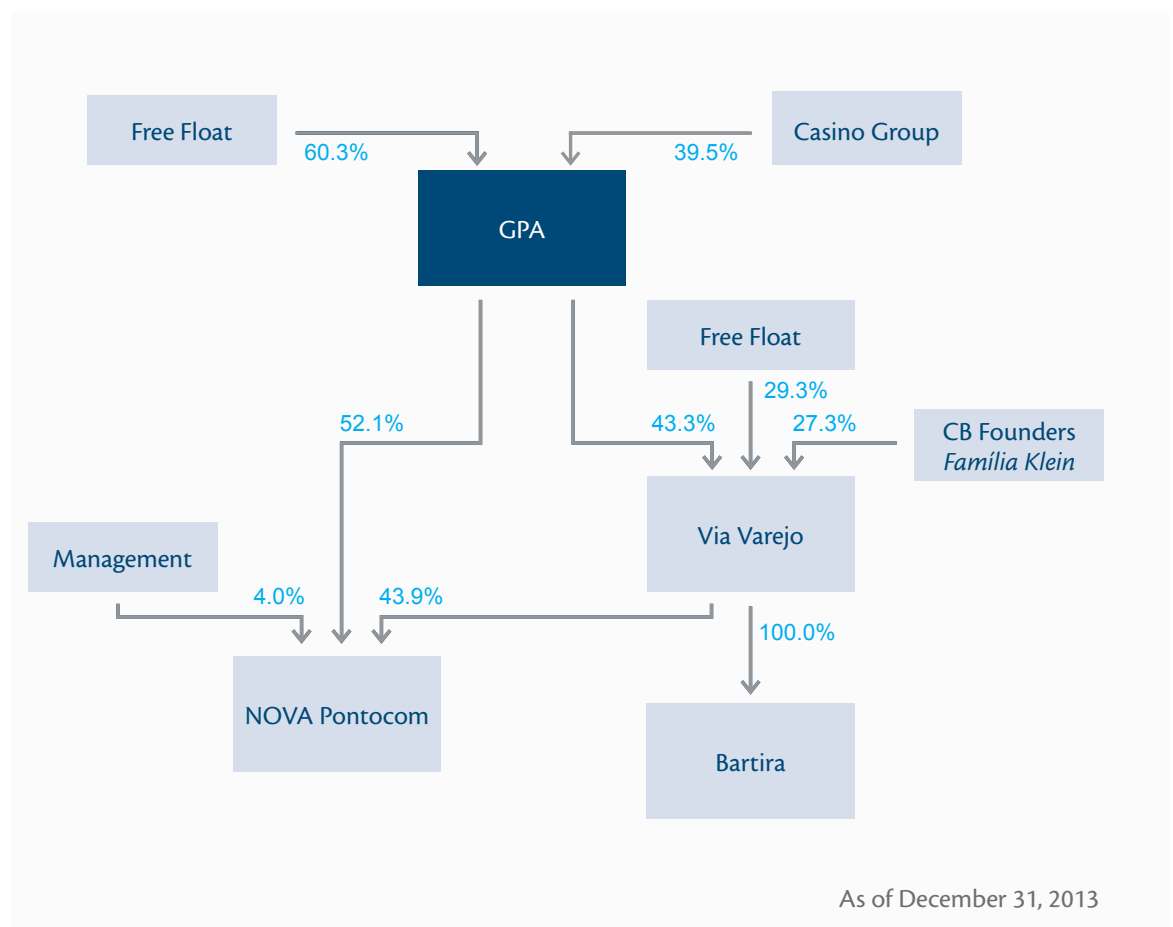 Free Float
Casino Group
60.3%
39.5%
GPA
Free Float
29.3%
52.1%
43.3%
27.3%
CB Founders
Família Klein
Via Varejo
Management
4.0%
43.9%
100.0%
NOVA Pontocom
Bartira
As of December 31, 2013